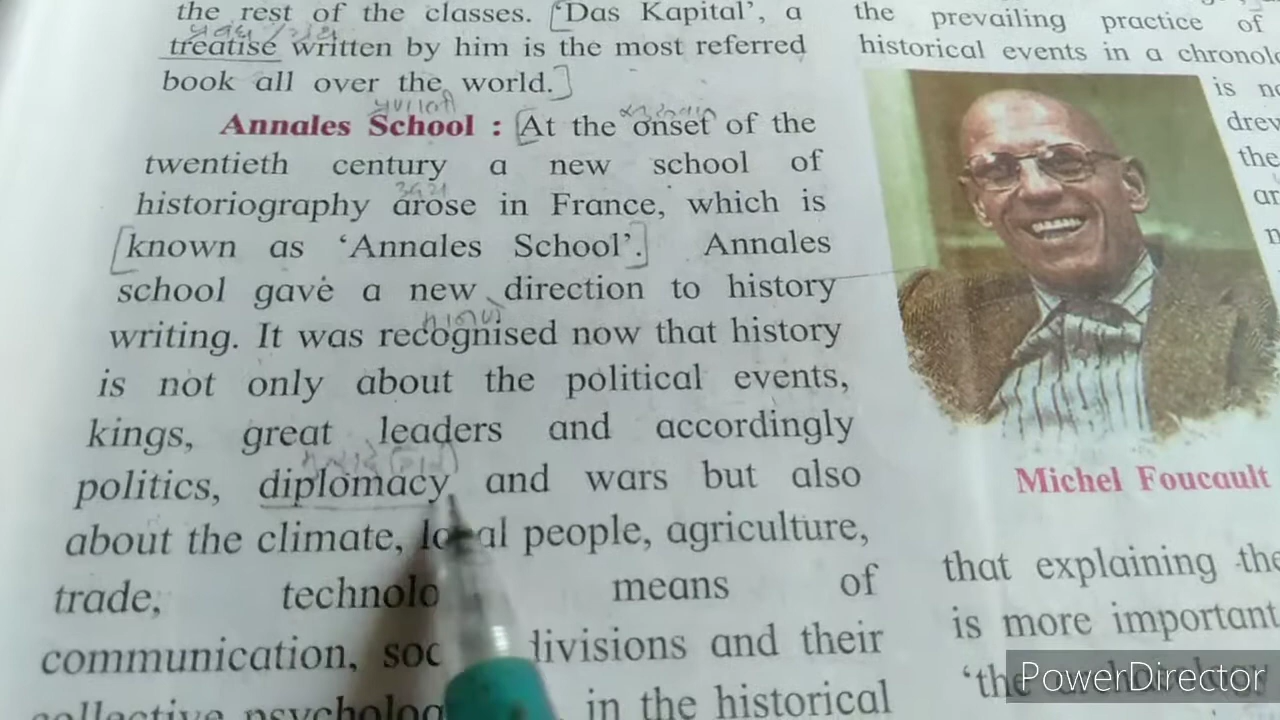 the rest of the classes. ['Das Kapital', a
treatise written by him is the most referred
book all over the world.]
Annales School : [At the onset of the
twentieth century a new school of
historiography arose in France, which is
[known as 'Annales School'.] Annales
school gave a new direction to history
writing. It was recognised now that history
is not only about the political events,
kings, great leaders and accordingly
politics, diplomacy and wars but also
about the climate, local people, agriculture,
trade, technolo means of
communication, soc divisions and their
in the historical
the prevailing practice of
historical events in a chronol
is
drew
the
Michel Foucault
that explaining the
is more important
'the
PowerDirector